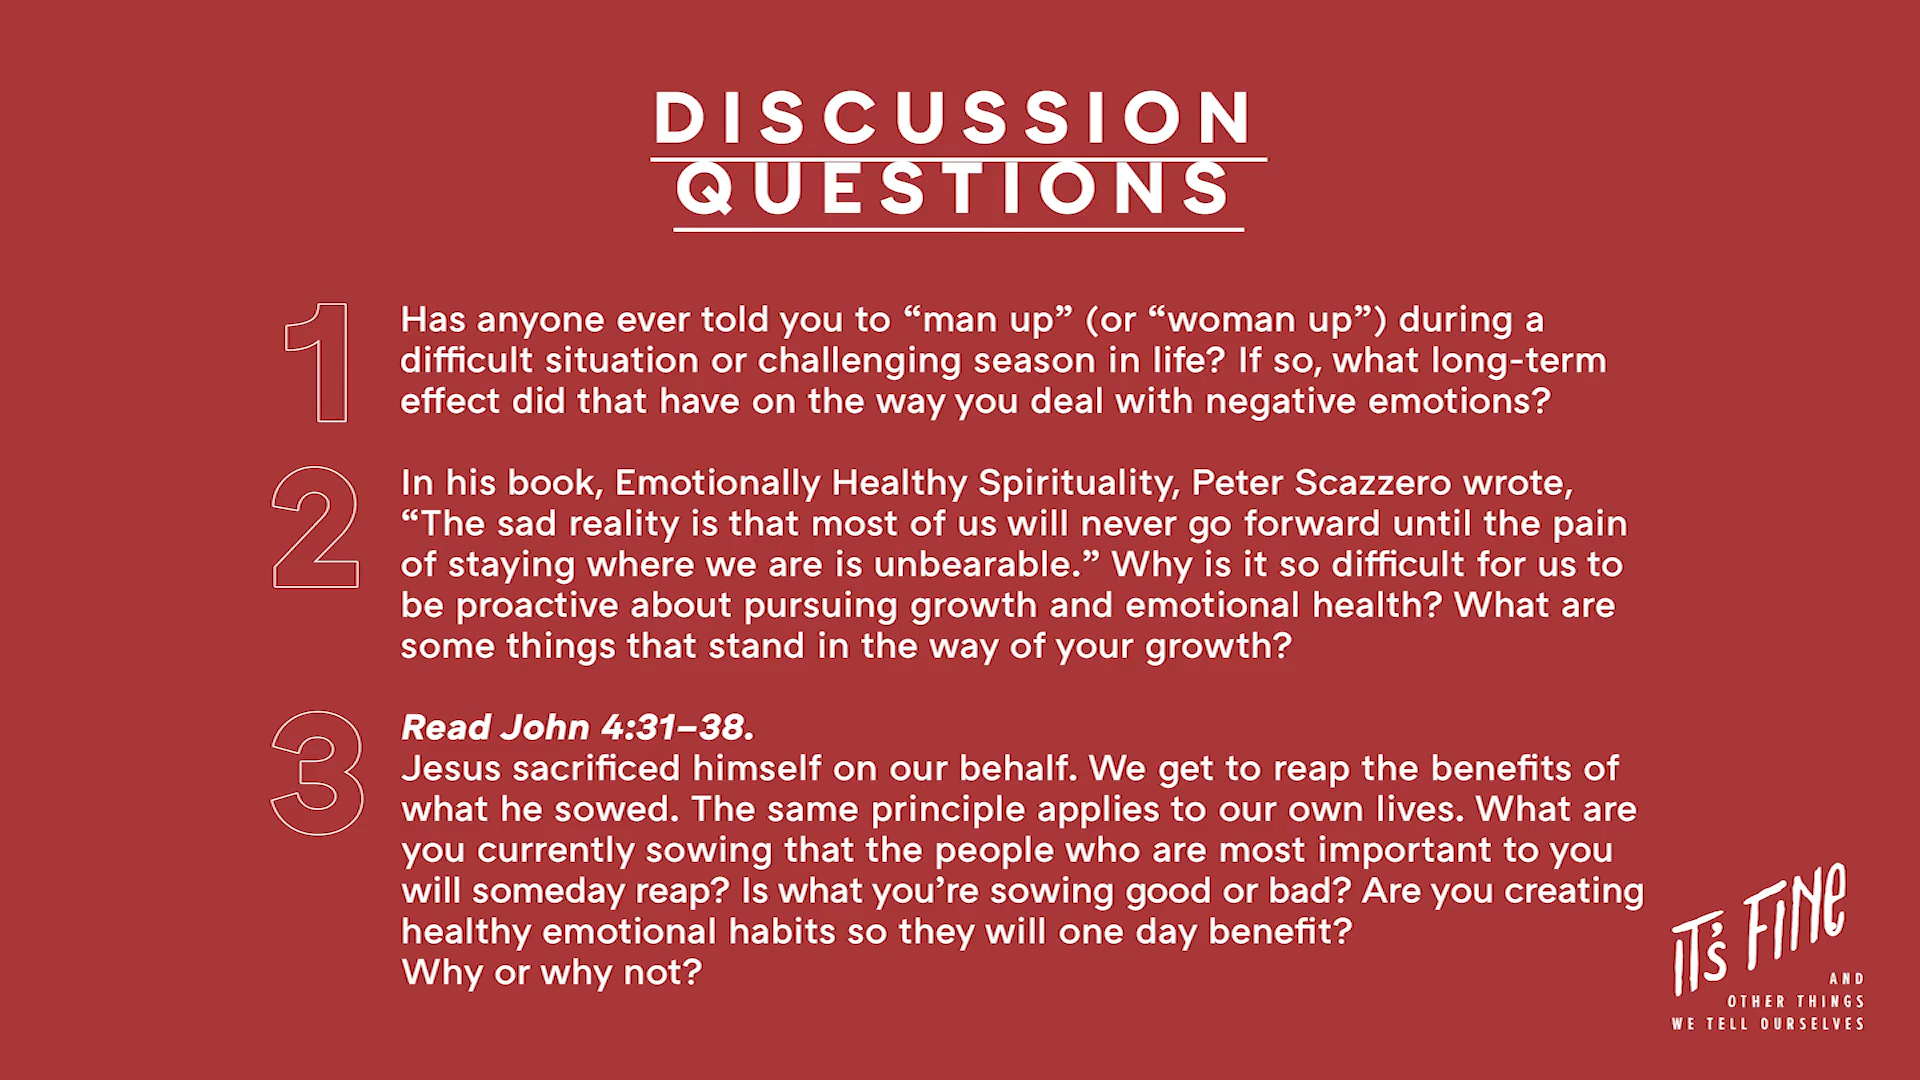 DISCUSSION
QUESTIONS
1
Has anyone ever told you to “man up” (or “woman up”) during a
difficult situation or challenging season in life? If so, what long-term
effect did that have on the way you deal with negative emotions?
2
In his book, Emotionally Healthy Spirituality, Peter Scazzero wrote,
“The sad reality is that most of us will never go forward until the pain
of staying where we are is unbearable.” Why is it so difficult for us to
be proactive about pursuing growth and emotional health? What are
some things that stand in the way of your growth?
3
Read John 4:31–38.
Jesus sacrificed himself on our behalf. We get to reap the benefits of
what he sowed. The same principle applies to our own lives. What are
you currently sowing that the people who are most important to you
will someday reap? Is what you’re sowing good or bad? Are you creating
healthy emotional habits so they will one day benefit?
Why or why not?
IT'S FINE
AND
OTHER THINGS
WE TELL OURSELVES